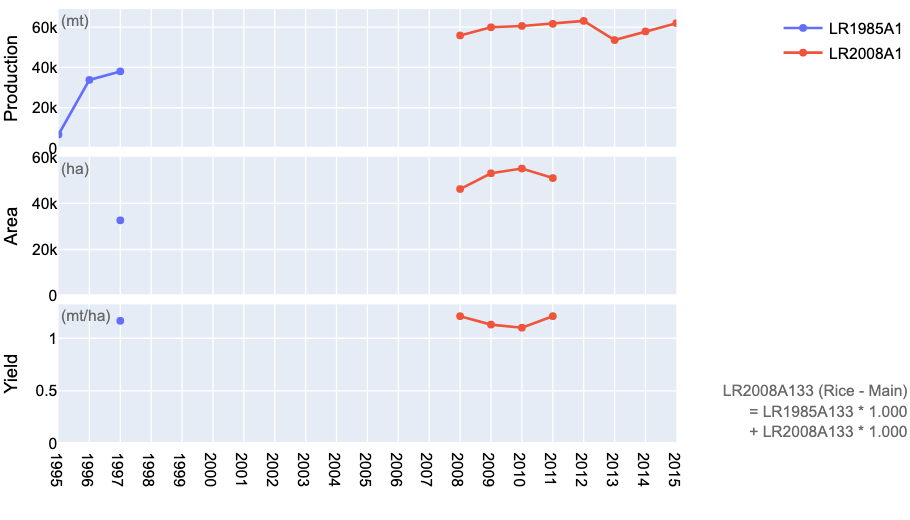 Production
(mt)
60k
40k
20k
0
Area
(ha)
60k
40k
20k
0
Yield
(mt/ha)
1
0.5
0
1995
1996
1997
1998
1999
2000
2001
2002
2003
2004
2005
2006
2007
2008
2009
2010
2011
2012
2013
2014
2015
LR1985A1
LR2008A1
LR2008A133 (Rice - Main)
= LR1985A133 * 1.000
+ LR2008A133 * 1.000